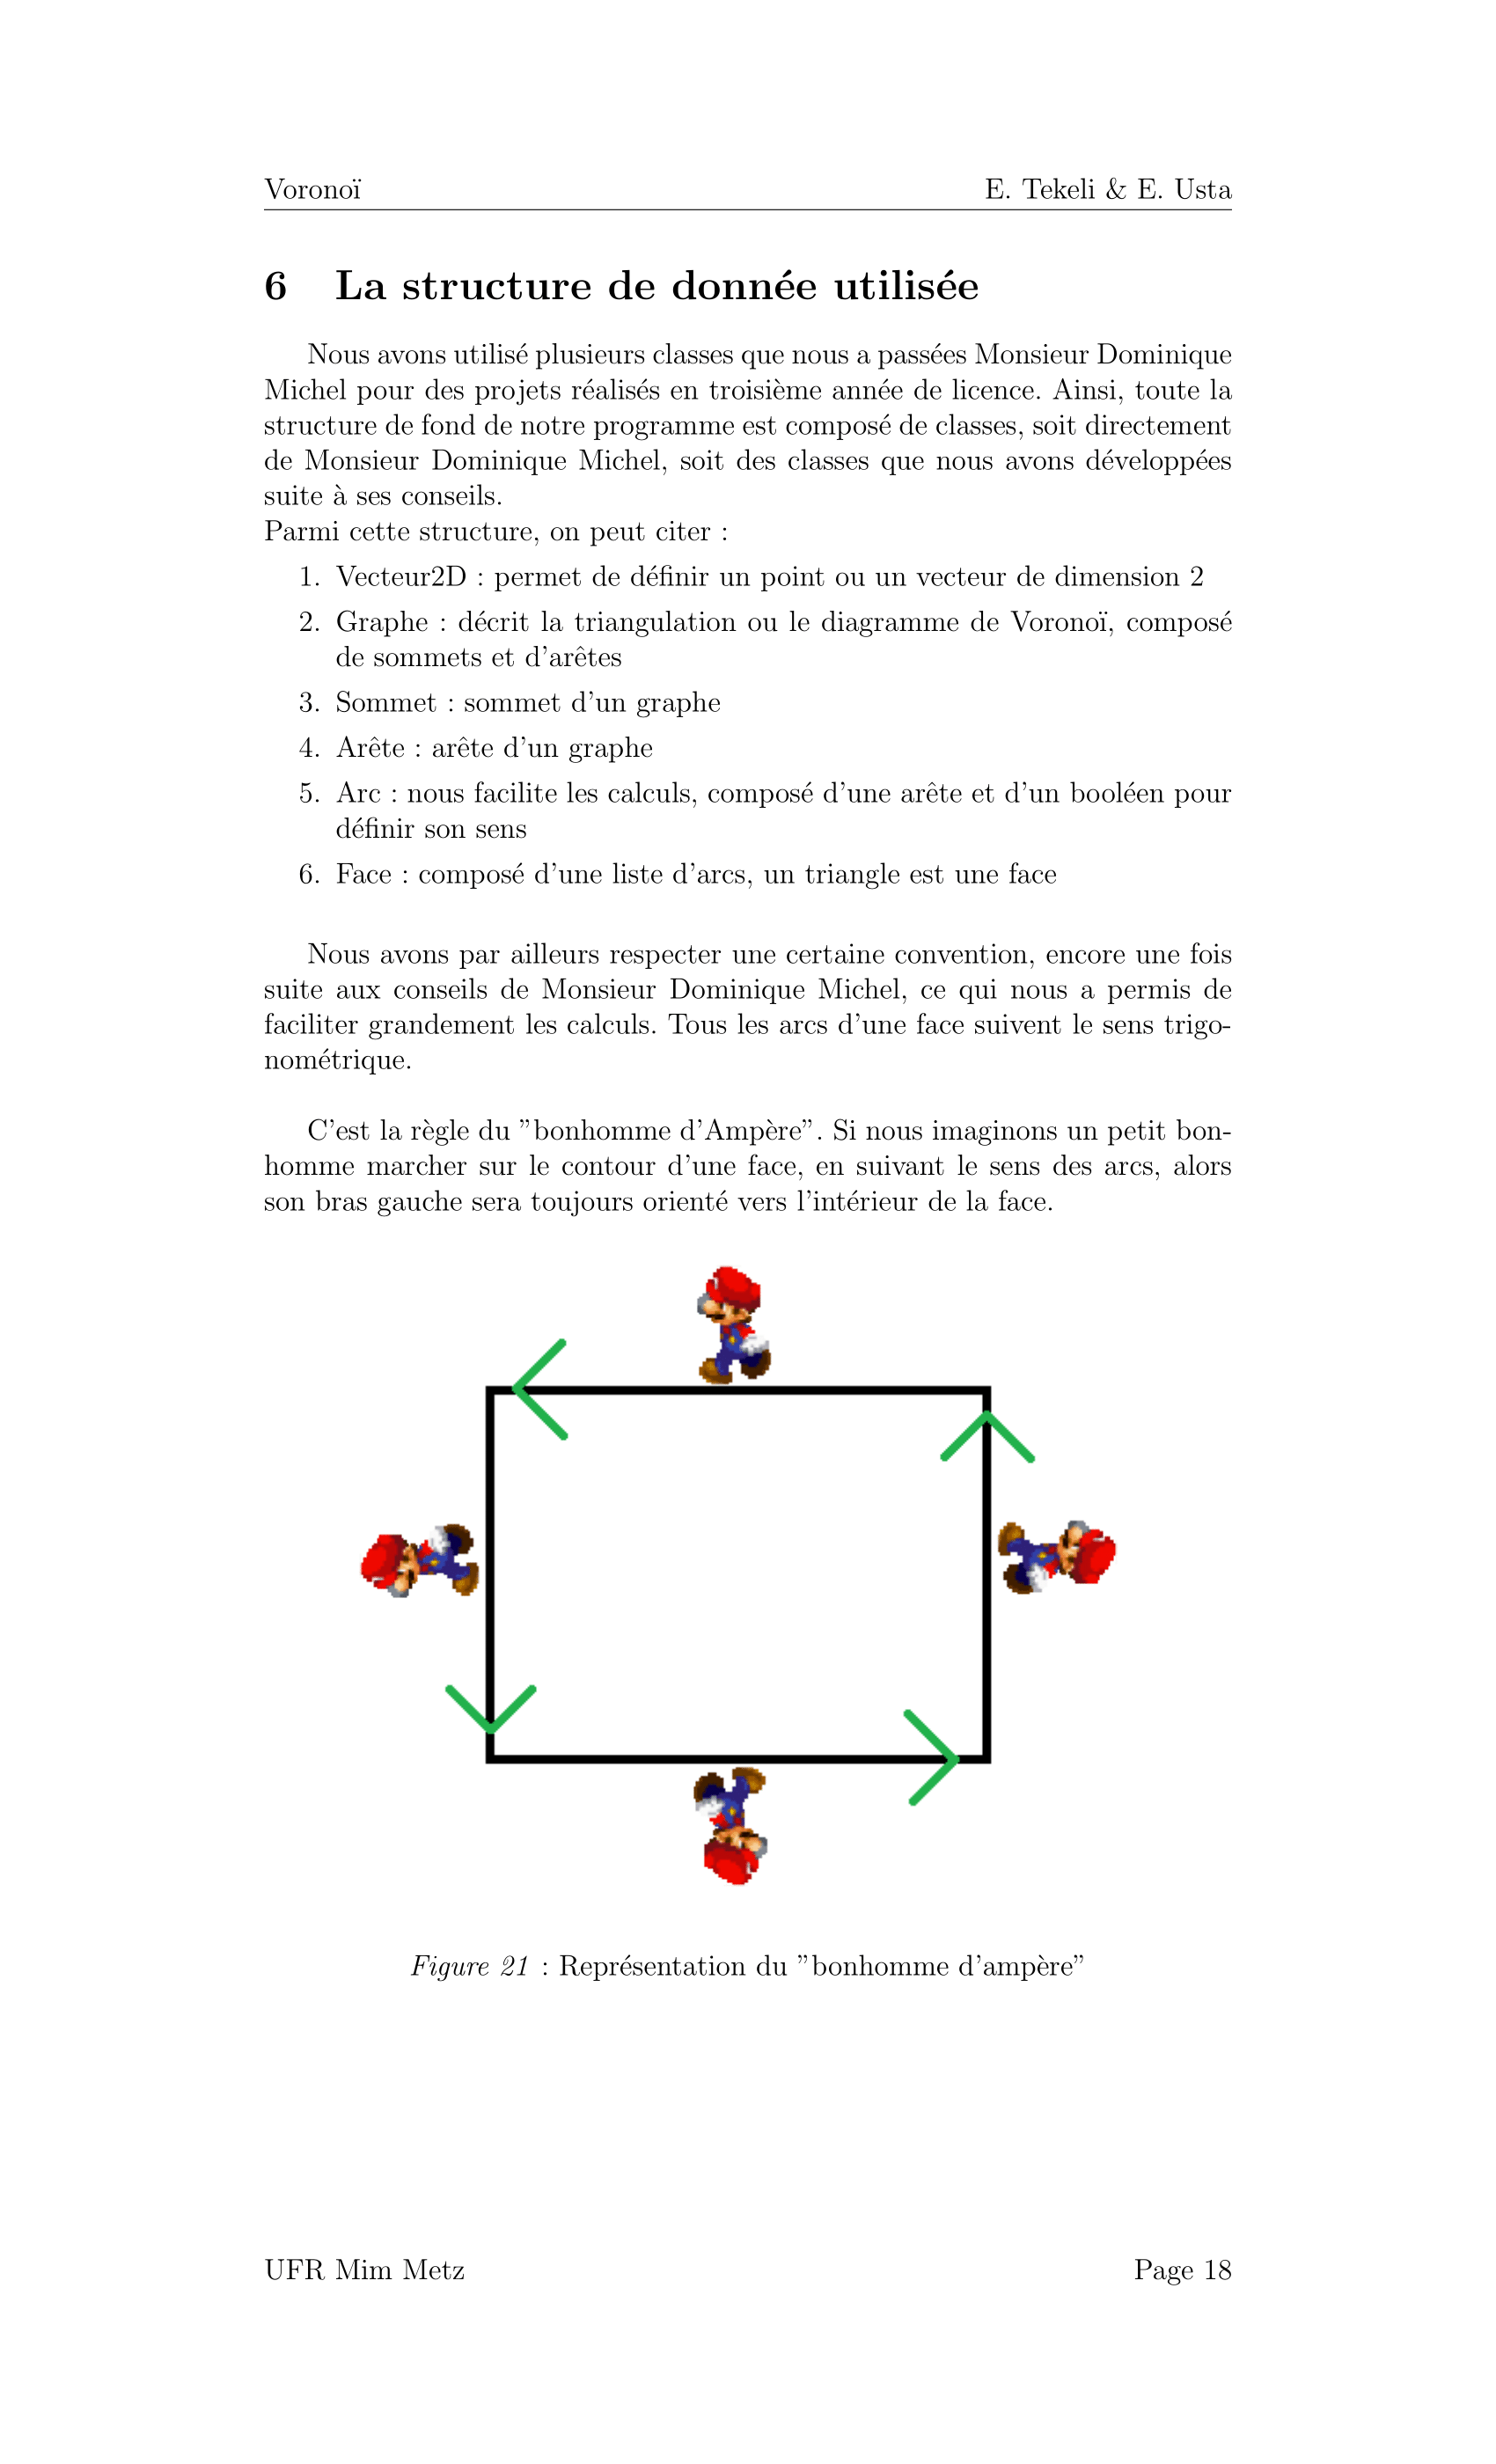 Voronoï
E. Tekeli & E. Usta
6 La structure de donnée utilisée
Nous avons utilisé plusieurs classes que nous a passées Monsieur Dominique
Michel pour des projets réalisés en troisième année de licence. Ainsi, toute la
structure de fond de notre programme est composé de classes, soit directement
de Monsieur Dominique Michel, soit des classes que nous avons développées
suite à ses conseils.
Parmi cette structure, on peut citer :
1. Vecteur2D : permet de définir un point ou un vecteur de dimension 2
2. Graphe : décrit la triangulation ou le diagramme de Voronoï, composé
de sommets et d'arêtes
3. Sommet : sommet d'un graphe
4. Arête : arête d'un graphe
5. Arc : nous facilite les calculs, composé d'une arête et d'un booléen pour
définir son sens
6. Face : composé d'une liste d'arcs, un triangle est une face
Nous avons par ailleurs respecter une certaine convention, encore une fois
suite aux conseils de Monsieur Dominique Michel, ce qui nous a permis de
faciliter grandement les calculs. Tous les arcs d'une face suivent le sens trigo-
nométrique.
C'est la règle du "bonhomme d'Ampère". Si nous imaginons un petit bon-
homme marcher sur le contour d'une face, en suivant le sens des arcs, alors
son bras gauche sera toujours orienté vers l'intérieur de la face.
Figure 21 : Représentation du "bonhomme d'ampère"
UFR Mim Metz
Page 18